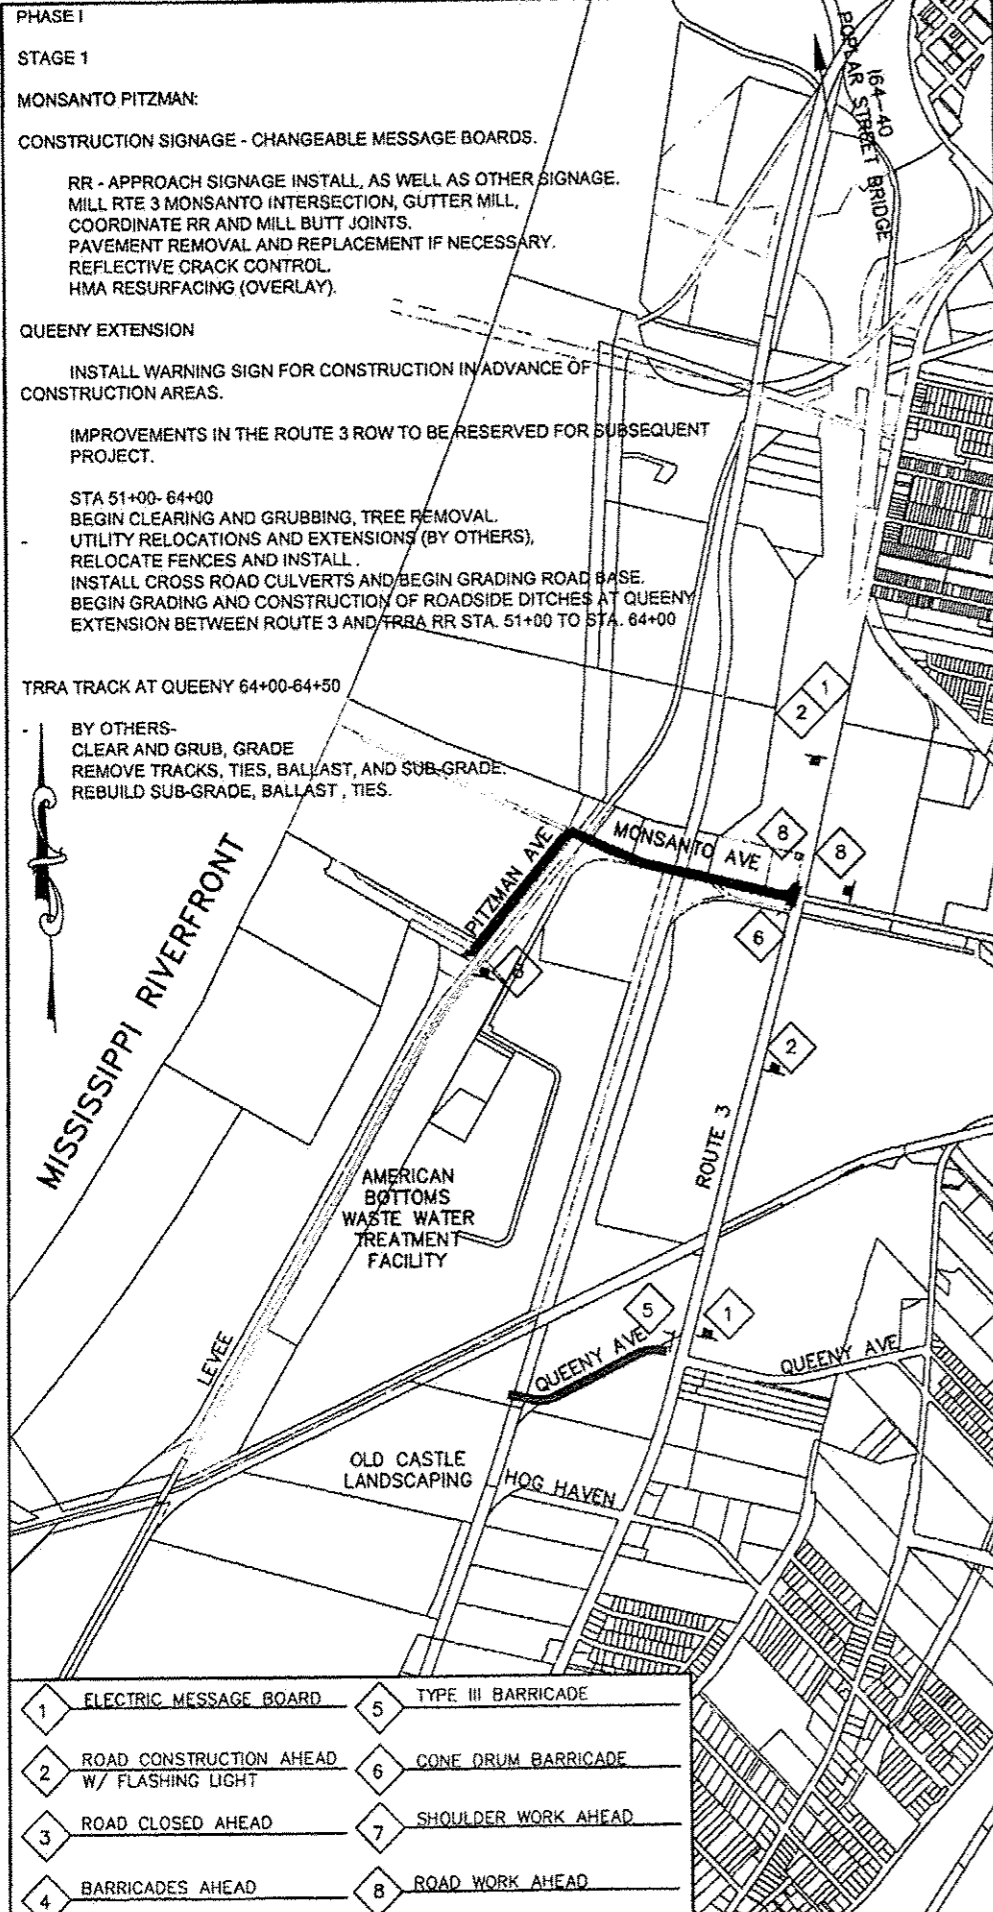 PHASE I
STAGE 1
MONSANTO PITZMAN:
CONSTRUCTION SIGNAGE - CHANGEABLE MESSAGE BOARDS.
RR - APPROACH SIGNAGE INSTALL, AS WELL AS OTHER SIGNAGE.
MILL RTE 3 MONSANTO INTERSECTION, GUTTER MILL,
COORDINATE RR AND MILL BUTT JOINTS.
PAVEMENT REMOVAL AND REPLACEMENT IF NECESSARY.
REFLECTIVE CRACK CONTROL.
HMA RESURFACING (OVERLAY).
QUEENY EXTENSION
INSTALL WARNING SIGN FOR CONSTRUCTION IN ADVANCE OF
CONSTRUCTION AREAS.
IMPROVEMENTS IN THE ROUTE 3 ROW TO BE RESERVED FOR SUBSEQUENT
PROJECT.
STA 51+00- 64+00
BEGIN CLEARING AND GRUBBING, TREE REMOVAL.
- UTILITY RELOCATIONS AND EXTENSIONS (BY OTHERS),
RELOCATE FENCES AND INSTALL.
INSTALL CROSS ROAD CULVERTS AND BEGIN GRADING ROAD BASE.
BEGIN GRADING AND CONSTRUCTION OF ROADSIDE DITCHES AT QUEENY
EXTENSION BETWEEN ROUTE 3 AND TRRA RR STA. 51+00 TO STA. 64+00
TRRA TRACK AT QUEENY 64+00-64+50
- BY OTHERS-
CLEAR AND GRUB, GRADE
REMOVE TRACKS, TIES, BALLAST, AND SUB-GRADE.
REBUILD SUB-GRADE, BALLAST , TIES.
I64-40
POPLAR STREET BRIDGE
1
2
MONSANTO AVE
8
8
PITZMAN AVE
6
2
MISSISSIPPI RIVERFRONT
ROUTE 3
AMERICAN
BOTTOMS
WASTE WATER
TREATMENT
FACILITY
LEVEE
5
1
QUEENY AVE
QUEENY AVE
OLD CASTLE
LANDSCAPING
HOG HAVEN
1 ELECTRIC MESSAGE BOARD
2 ROAD CONSTRUCTION AHEAD
W/ FLASHING LIGHT
3 ROAD CLOSED AHEAD
4 BARRICADES AHEAD
5 TYPE III BARRICADE
6 CONE DRUM BARRICADE
7 SHOULDER WORK AHEAD
8 ROAD WORK AHEAD